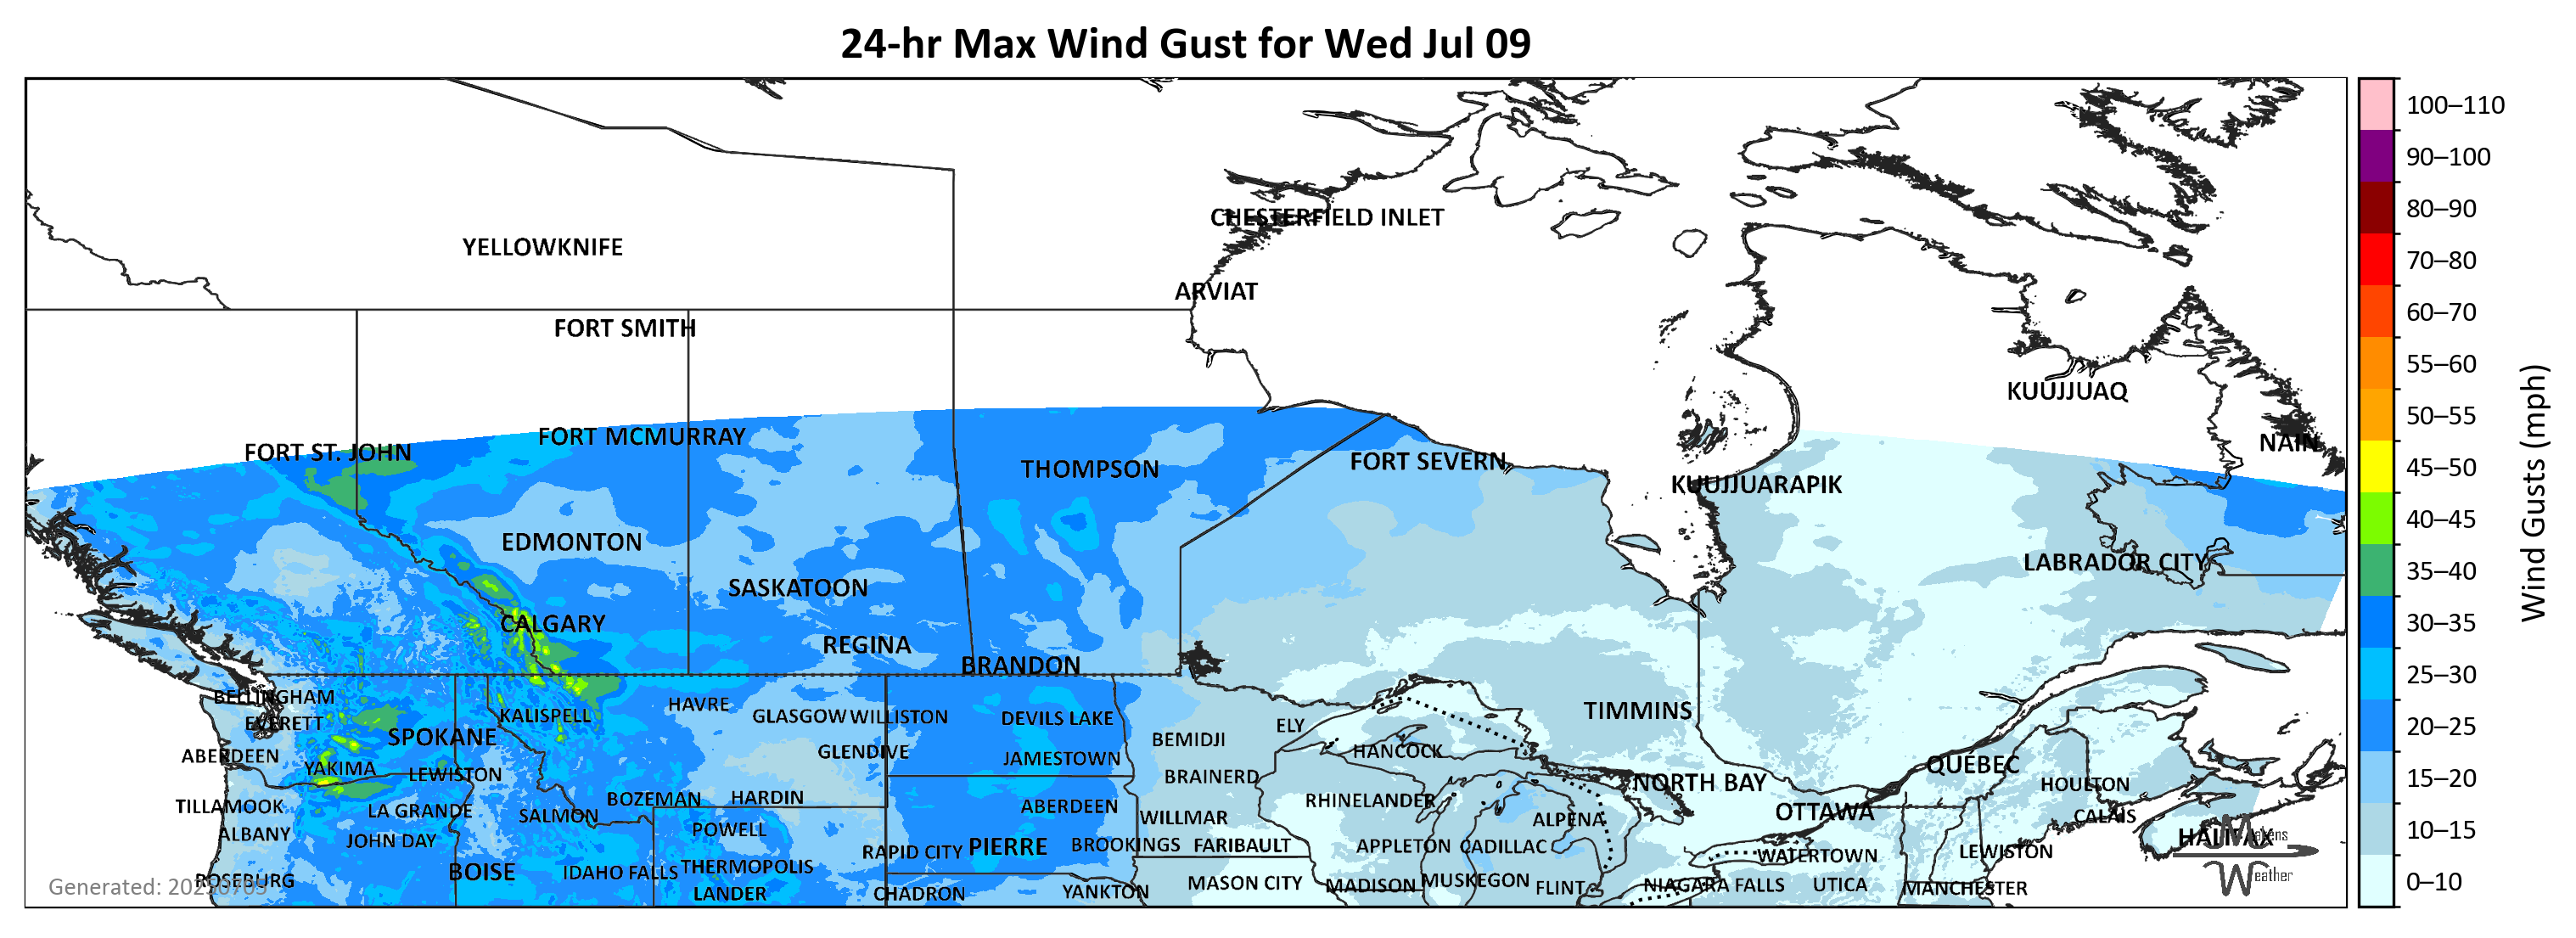 24-hr Max Wind Gust for Wed Jul 09
100–110
90–100
80–90
70–80
60–70
55–60
50–55
45–50
40–45
35–40
30–35
25–30
20–25
15–20
10–15
0–10
Wind Gusts (mph)
CHESTERFIELD INLET
YELLOWKNIFE
ARVIAT
FORT SMITH
KUUJJUAQ
FORT MCMURRAY
NAIN
FORT ST. JOHN
FORT SEVERN
THOMPSON
KUUJJUARAPIK
EDMONTON
LABRADOR CITY
SASKATOON
CALGARY
REGINA
BRANDON
BELLINGHAM
HAVRE
TIMMINS
KALISPELL
GLASGOW
WILLISTON
DEVILS LAKE
EVERETT
ELY
SPOKANE
BEMIDJI
HANCOCK
GLENDIVE
ABERDEEN
JAMESTOWN
QUÉBEC
YAKIMA
LEWISTON
BRAINERD
NORTH BAY
HOULTON
BOZEMAN
HARDIN
RHINELANDER
TILLAMOOK
ABERDEEN
LA GRANDE
OTTAWA
SALMON
CALAIS
WILLMAR
ALPENA
POWELL
ALBANY
HALIFAX
JOHN DAY
BROOKINGS
FARIBAULT
PIERRE
APPLETON
CADILLAC
RAPID CITY
LEWISTON
WATERTOWN
THERMOPOLIS
BOISE
IDAHO FALLS
ROSEBURG
MUSKEGON
MASON CITY
MADISON
NIAGARA FALLS
UTICA
FLINT
MANCHESTER
YANKTON
LANDER
CHADRON
Weather